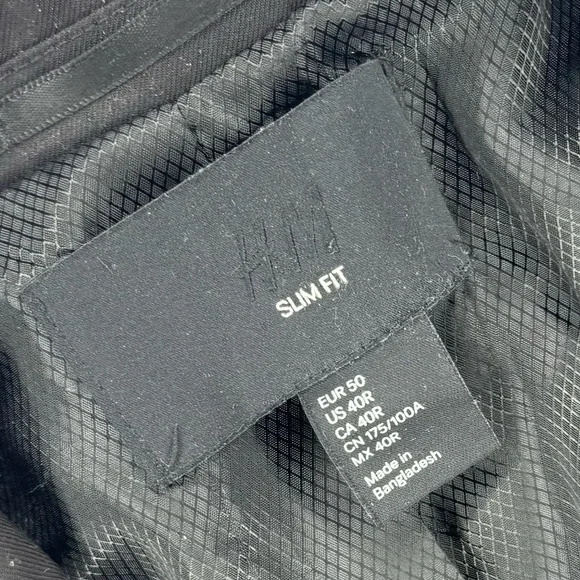 H&M
SLIM FIT
EUR 50
US 40R
CA 40R
CN 175/100A
MX 40R
Made in
Bangladesh